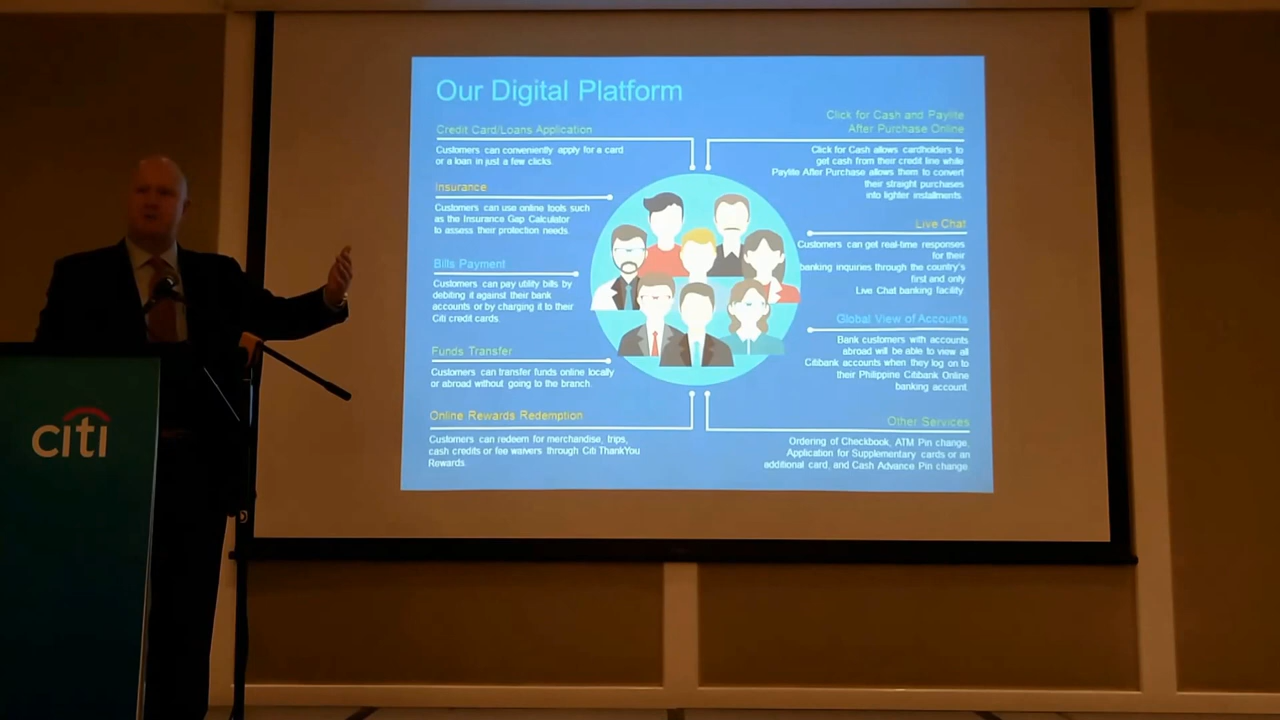 Our Digital Platform
Credit Card/Loans Application
Customers can conveniently apply for a card
or a loan in just a few clicks.
Insurance
Customers can use online tools such
as the Insurance Gap Calculator
to assess their protection needs.
Bills Payment
Customers can pay utility bills by
debiting it against their bank
accounts or by charging it to their
Citi credit cards.
Funds Transfer
Customers can transfer funds online locally
or abroad without going to the branch.
Online Rewards Redemption
Customers can redeem for merchandise, trips,
cash credits or fee waivers through Citi ThankYou
Rewards.
Click for Cash and Paylite
After Purchase Online
Click for Cash allows cardholders to
get cash from their credit line while
Paylite After Purchase allows them to convert
their straight purchases
into lighter installments.
Live Chat
Customers can get real-time responses
for their
banking inquiries through the country's
first and only
Live Chat banking facility.
Global View of Accounts
Bank customers with accounts
abroad will be able to view all
Citibank accounts when they log on to
their Philippine Citibank Online
banking account.
Other Services
Ordering of Checkbook, ATM Pin change,
Application for Supplementary cards or an
additional card, and Cash Advance Pin change.
citi